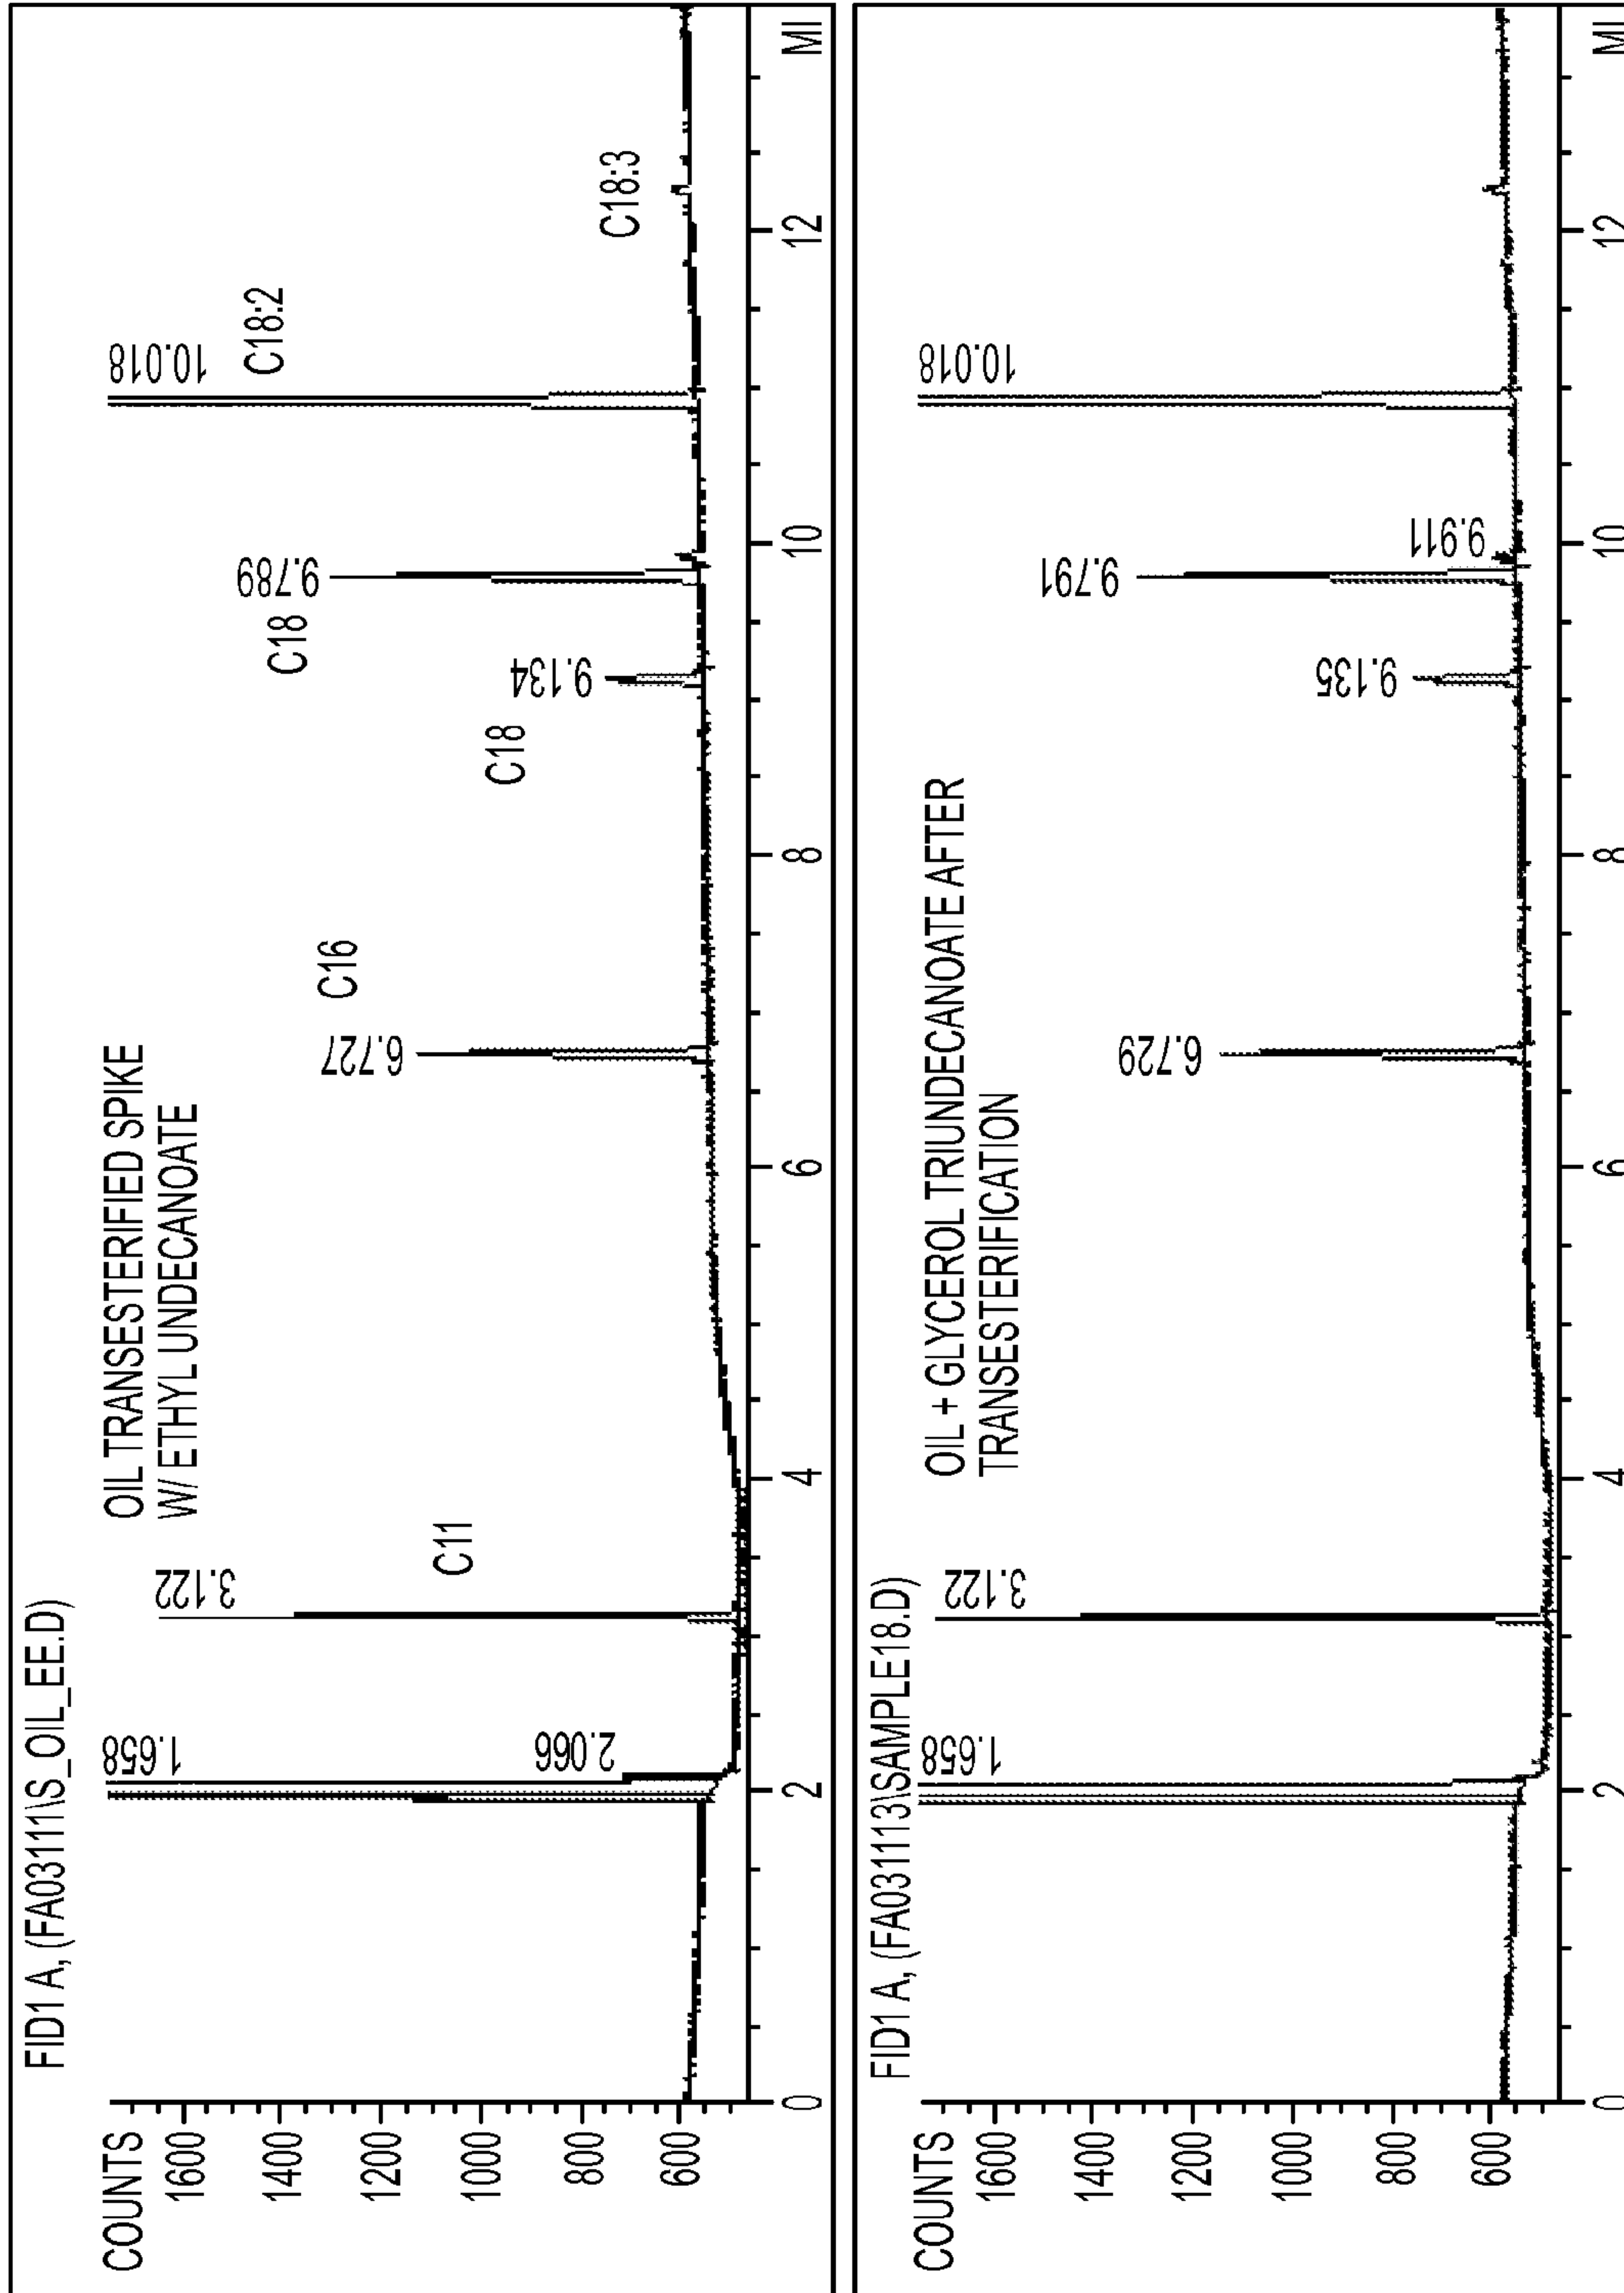 FID1 A, (FA03111\S_OIL_EE.D)
COUNTS
1600
1400
1200
1000
800
600
OIL TRANSESTERIFIED SPIKE
W/ ETHYL UNDECANOATE
1.658
2.066
3.122
C11
6.727
C16
C18
9.134
C18
9.789
10.018
C18:2
C18:3
0
2
4
6
8
10
12
MI
FID1 A, (FA031113\SAMPLE18.D)
COUNTS
1600
1400
1200
1000
800
600
OIL + GLYCEROL TRIUNDECANOATE AFTER
TRANSESTERIFICATION
1.658
3.122
6.729
9.135
9.791
9.911
10.018
0
2
4
6
8
10
12
MI